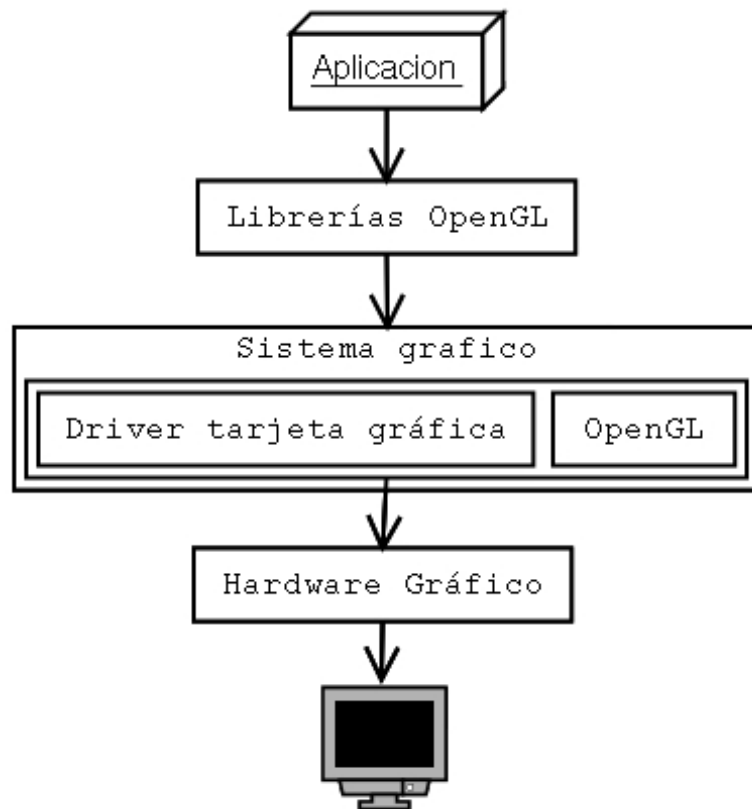 Aplicacion
Librerías OpenGL
Sistema grafico
Driver tarjeta gráfica
OpenGL
Hardware Gráfico